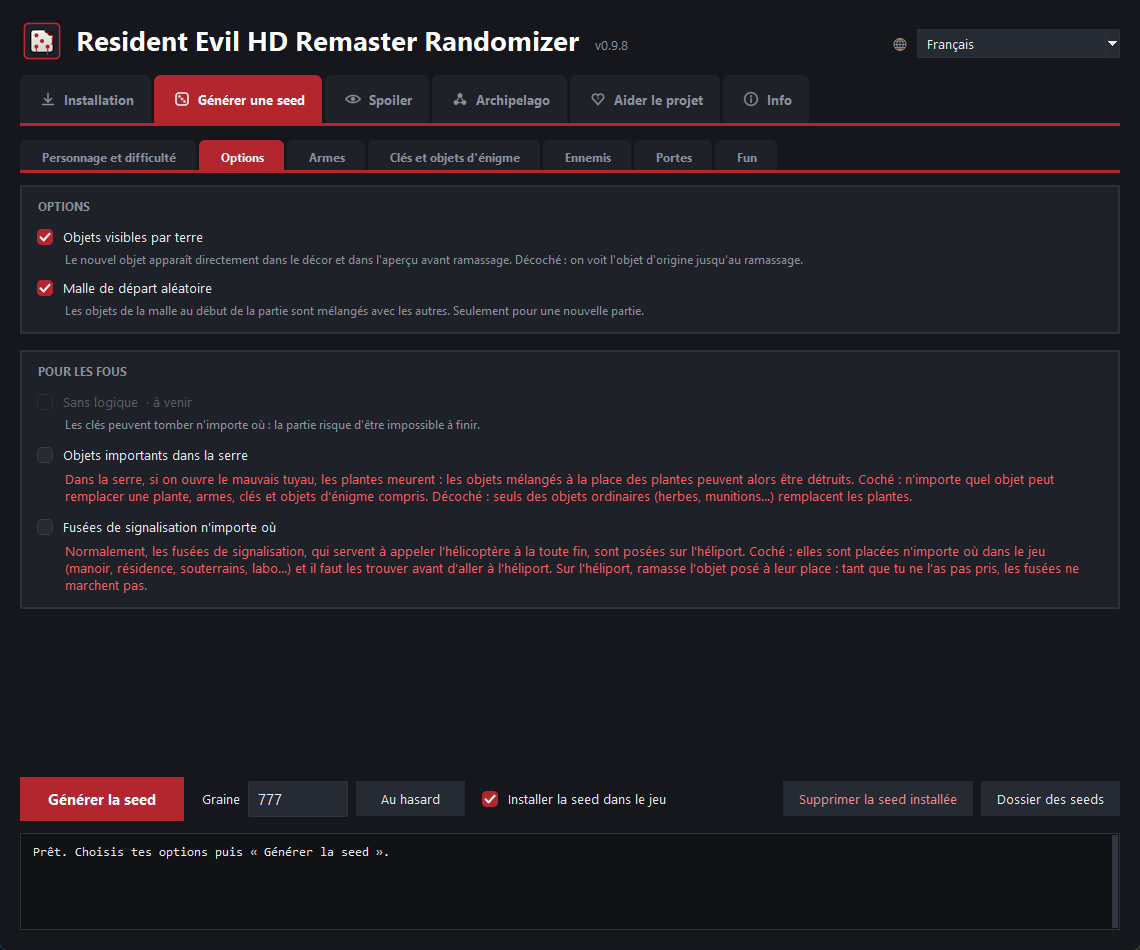 Resident Evil HD Remaster Randomizer v0.9.8
Français
Installation Générer une seed Spoiler Archipelago Aider le projet Info
Personnage et difficulté Options Armes Clés et objets d'énigme Ennemis Portes Fun
OPTIONS
Objets visibles par terre
Le nouvel objet apparaît directement dans le décor et dans l'aperçu avant ramassage. Décoché : on voit l'objet d'origine jusqu'au ramassage.
Malle de départ aléatoire
Les objets de la malle au début de la partie sont mélangés avec les autres. Seulement pour une nouvelle partie.
POUR LES FOUS
Sans logique · à venir
Les clés peuvent tomber n'importe où : la partie risque d'être impossible à finir.
Objets importants dans la serre
Dans la serre, si on ouvre le mauvais tuyau, les plantes meurent : les objets mélangés à la place des plantes peuvent alors être détruits. Coché : n'importe quel objet peut
remplacer une plante, armes, clés et objets d'énigme compris. Décoché : seuls des objets ordinaires (herbes, munitions...) remplacent les plantes.
Fusées de signalisation n'importe où
Normalement, les fusées de signalisation, qui servent à appeler l'hélicoptère à la toute fin, sont posées sur l'héliport. Coché : elles sont placées n'importe où dans le jeu
(manoir, résidence, souterrains, labo...) et il faut les trouver avant d'aller à l'héliport. Sur l'héliport, ramasse l'objet posé à leur place : tant que tu ne l'as pas pris, les fusées ne
marchent pas.
Générer la seed Graine 777 Au hasard Installer la seed dans le jeu Supprimer la seed installée Dossier des seeds
Prêt. Choisis tes options puis « Générer la seed ».